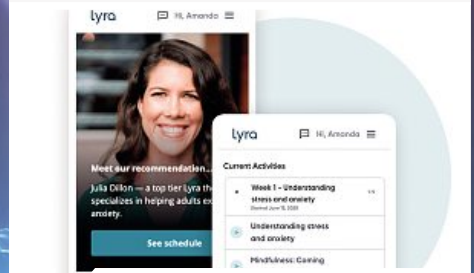 lyra
Hi, Amanda
Meet our recommendation...
Julia Dillon — a top tier Lyra the
specializes in helping adults ex
anxiety.
See schedule
lyra
Hi, Amanda
Current Activities
Week 1 - Understanding
stress and anxiety
Understanding stress
and anxiety
Mindfulness: Coming